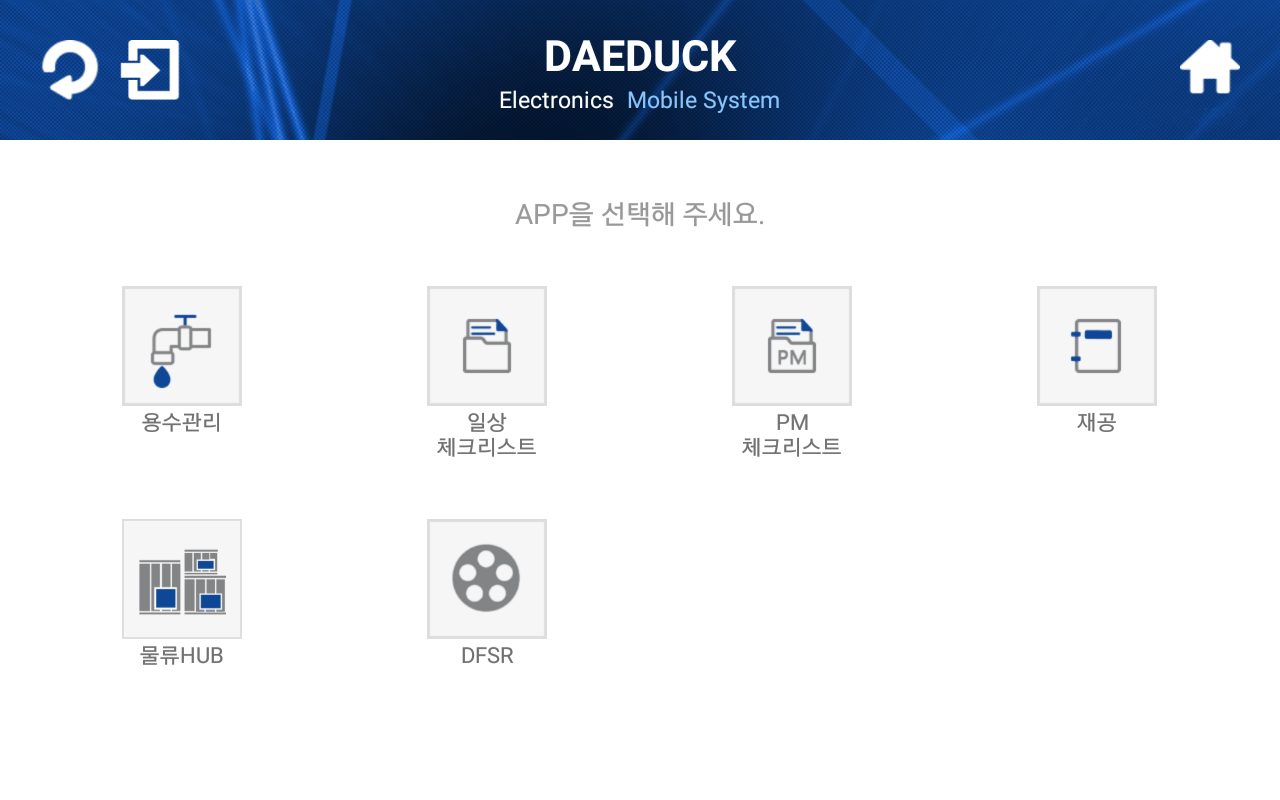 DAEDUCK
Electronics Mobile System
APP을 선택해 주세요.
용수관리
일상
체크리스트
PM
PM
체크리스트
재공
물류HUB
DFSR